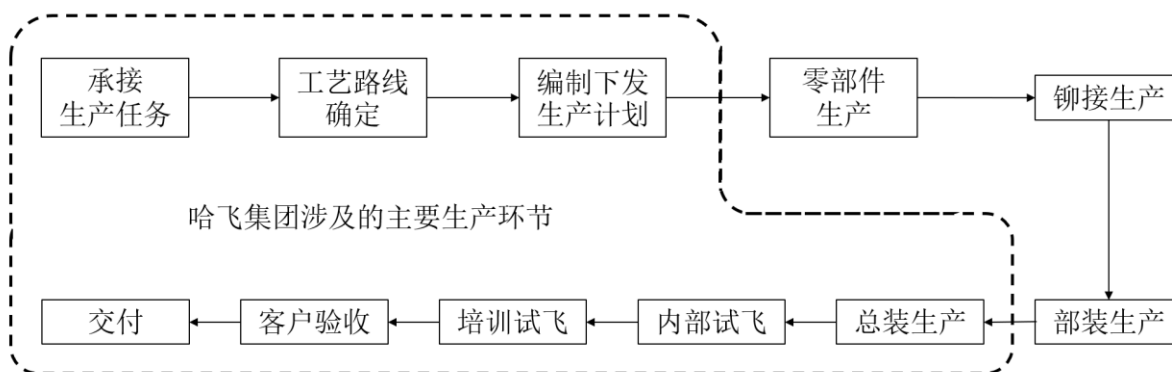 承接
生产任务
工艺路线
确定
编制下发
生产计划
零部件
生产
铆接生产
哈飞集团涉及的主要生产环节
交付
客户验收
培训试飞
内部试飞
总装生产
部装生产